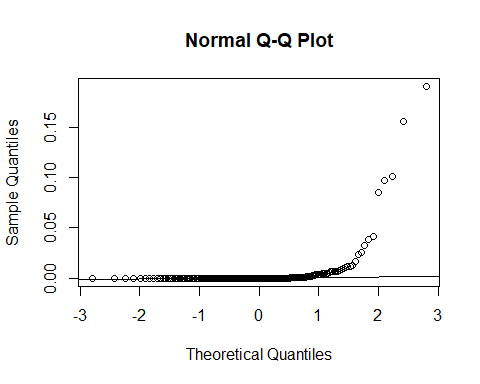 Normal Q-Q Plot
Sample Quantiles
0.15
0.10
0.05
0.00
-3 -2 -1 0 1 2 3
Theoretical Quantiles